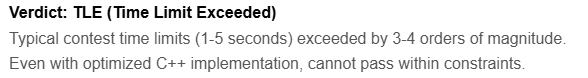 Verdict: TLE (Time Limit Exceeded)
Typical contest time limits (1-5 seconds) exceeded by 3-4 orders of magnitude.
Even with optimized C++ implementation, cannot pass within constraints.